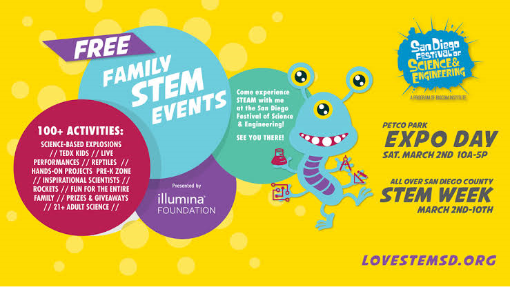 FREE
FAMILY
STEM
EVENTS
100+ ACTIVITIES:
SCIENCE-BASED EXPLOSIONS
// TEDX KIDS // LIVE
PERFORMANCES // REPTILES //
HANDS-ON PROJECTS PRE-K ZONE
// INSPIRATIONAL SCIENTISTS //
ROCKETS // FUN FOR THE ENTIRE
FAMILY // PRIZES & GIVEAWAYS
// 21+ ADULT SCIENCE //
Presented by
illumina
FOUNDATION
Come experience
STEAM with me
at the San Diego
Festival of Science
& Engineering!
SEE YOU THERE!
San Diego
FESTIVAL OF
SCIENCE &
ENGINEERING
PETCO PARK
EXPO DAY
SAT. MARCH 2ND 10A-5P
ALL OVER SAN DIEGO COUNTY
STEM WEEK
MARCH 2ND-10TH
LOVESTEMSD.ORG